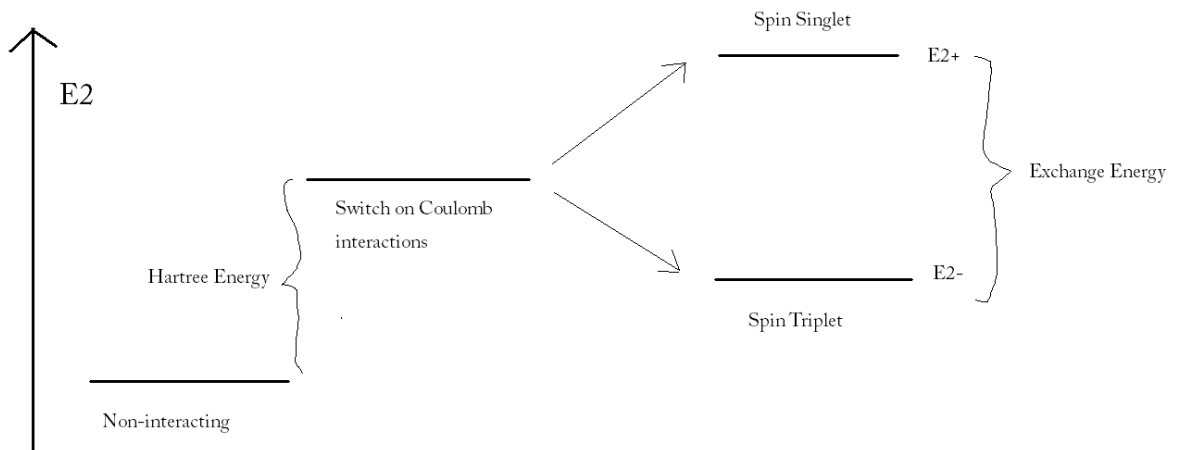 Spin Singlet
E2+
E2
Exchange Energy
Switch on Coulomb
interactions
Hartree Energy
E2-
Spin Triplet
Non-interacting